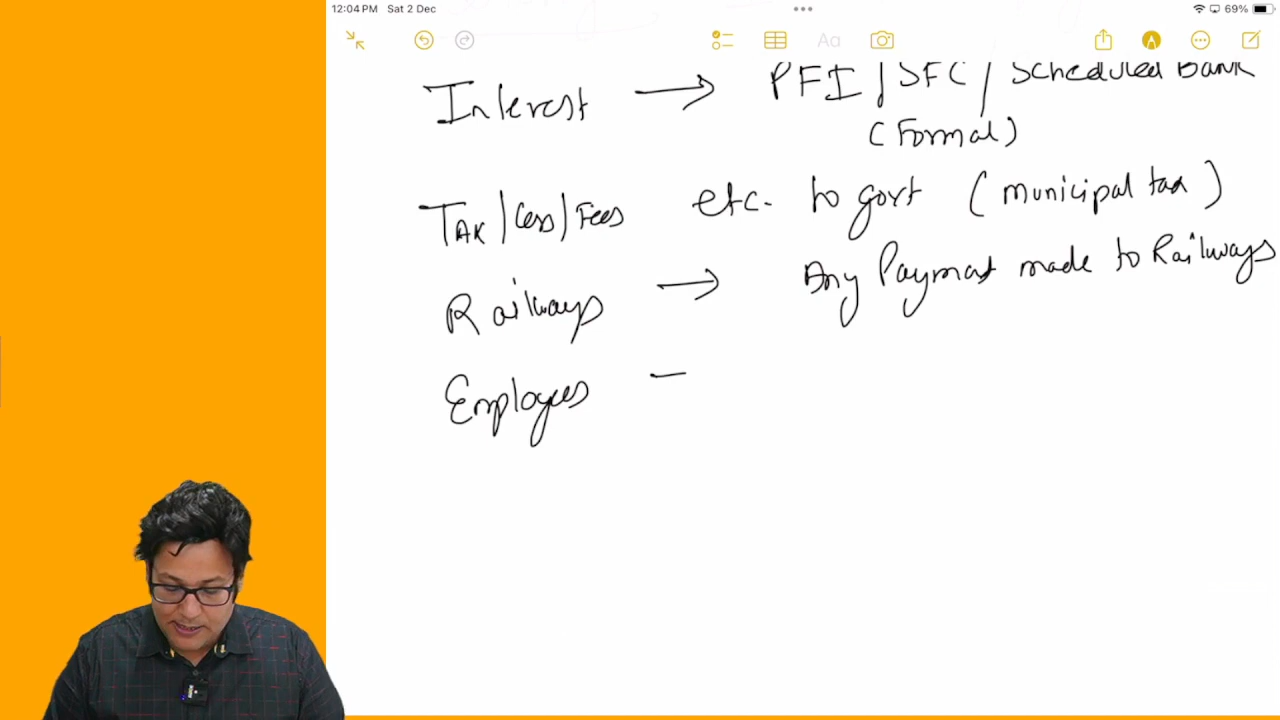 12:04 PM Sat 2 Dec 69%
Aa
Interest → PFI / SFC / Scheduled Bank
(Formal)
TAX / Cess / Fees etc. to govt (municipal tax)
Railways → Any Payment made to Railways
Employees —